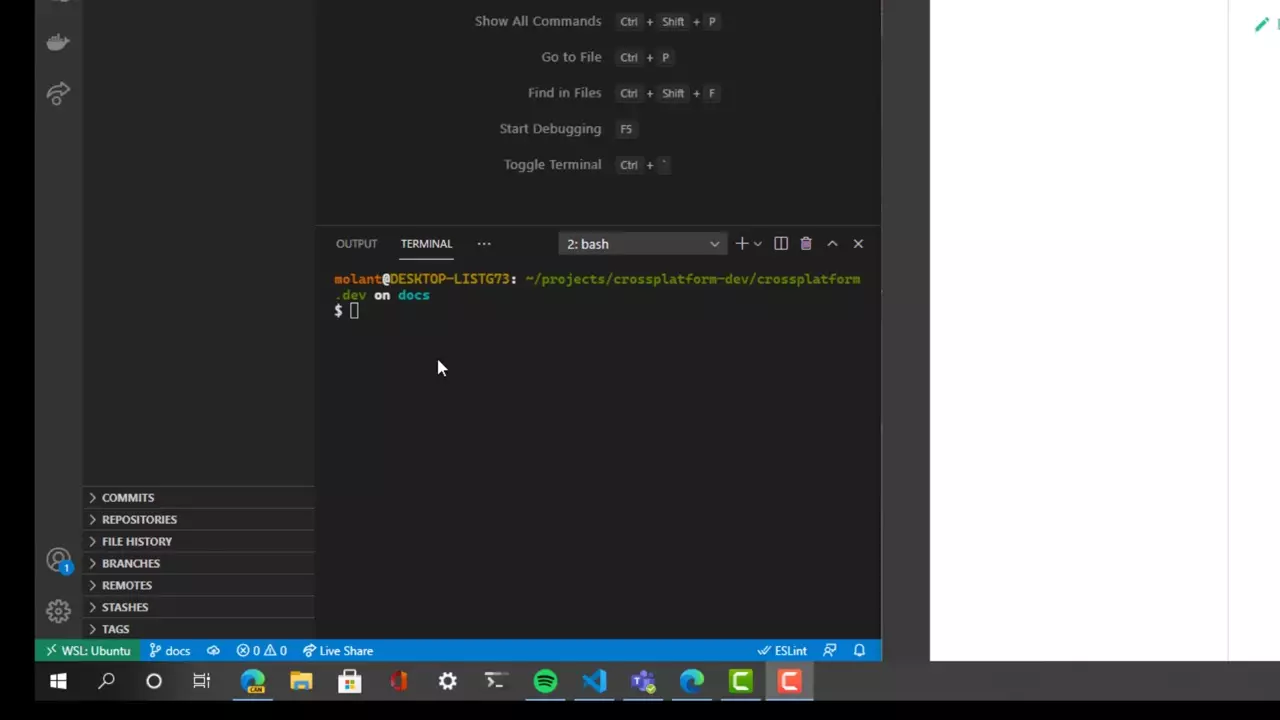 Show All Commands Ctrl + Shift + P
Go to File Ctrl + P
Find in Files Ctrl + Shift + F
Start Debugging F5
Toggle Terminal Ctrl + `
OUTPUT TERMINAL ··· 2: bash
molant@DESKTOP-LISTG73: ~/projects/crossplatform-dev/crossplatform
.dev on docs
$
COMMITS
REPOSITORIES
FILE HISTORY
BRANCHES
REMOTES
STASHES
TAGS
1
WSL: Ubuntu docs 0 0 Live Share ESLint
CAN